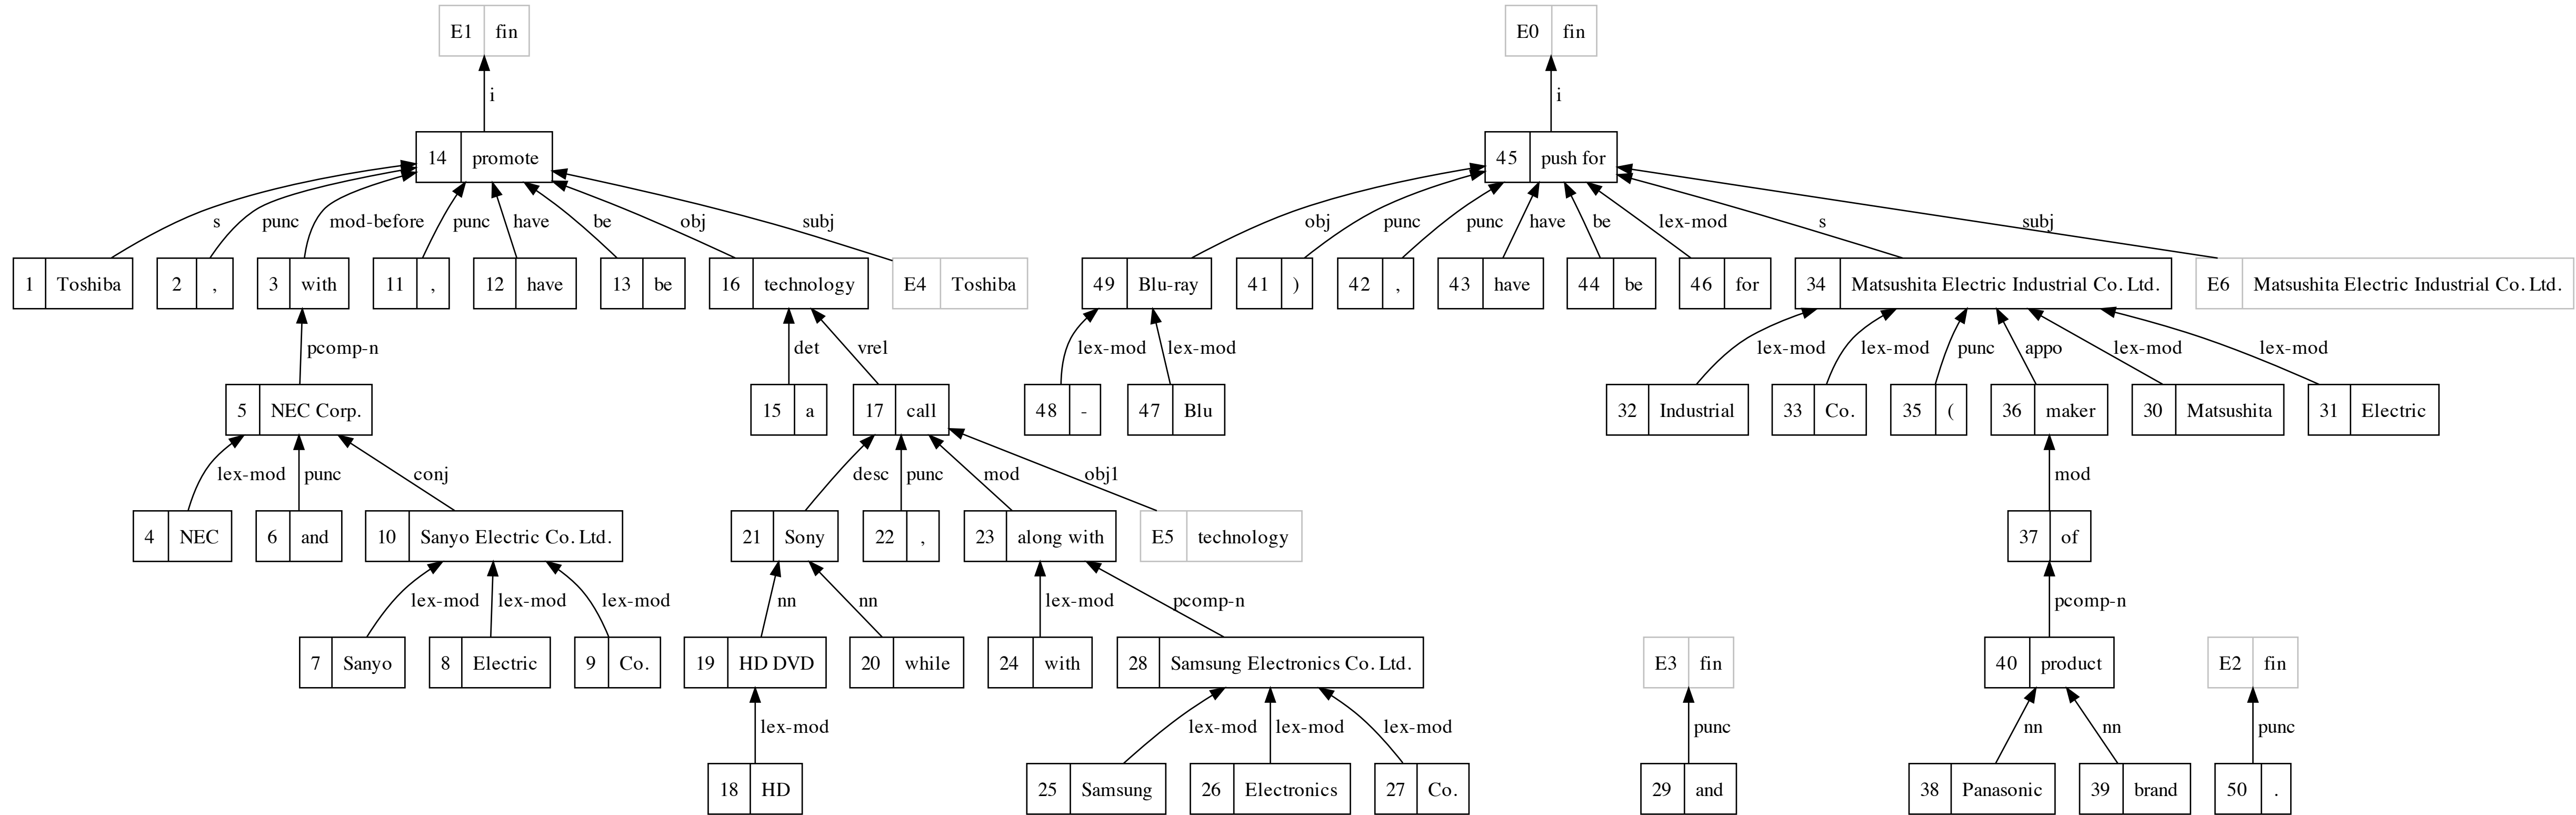 E1 fin E0 fin
i i
14 promote 45 push for
s punc mod-before punc have be obj subj obj punc punc have be lex-mod s subj
1 Toshiba 2 , 3 with 11 , 12 have 13 be 16 technology E4 Toshiba 49 Blu-ray 41 ) 42 , 43 have 44 be 46 for 34 Matsushita Electric Industrial Co. Ltd. E6 Matsushita Electric Industrial Co. Ltd.
pcomp-n det vrel lex-mod lex-mod lex-mod lex-mod punc appo lex-mod lex-mod
5 NEC Corp. 15 a 17 call 48 - 47 Blu 32 Industrial 33 Co. 35 ( 36 maker 30 Matsushita 31 Electric
lex-mod punc conj desc punc mod obj1 mod
4 NEC 6 and 10 Sanyo Electric Co. Ltd. 21 Sony 22 , 23 along with E5 technology 37 of
lex-mod lex-mod lex-mod nn nn lex-mod pcomp-n pcomp-n
7 Sanyo 8 Electric 9 Co. 19 HD DVD 20 while 24 with 28 Samsung Electronics Co. Ltd. E3 fin 40 product E2 fin
lex-mod lex-mod lex-mod lex-mod punc nn nn punc
18 HD 25 Samsung 26 Electronics 27 Co. 29 and 38 Panasonic 39 brand 50 .